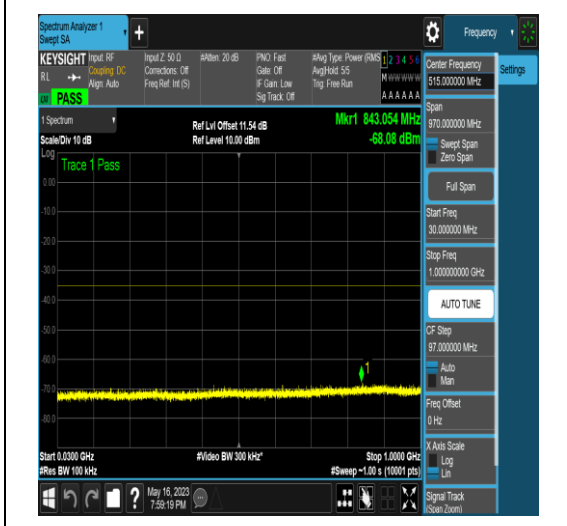 Spectrum Analyzer 1
Swept SA
Frequency
KEYSIGHT
RL
PASS
Input: RF
Coupling: DC
Align: Auto
Input Z: 50 Ω
Corrections: Off
Freq Ref: Int (S)
#Atten: 20 dB
PNO: Fast
Gate: Off
IF Gain: Low
Sig Track: Off
#Avg Type: Power (RMS
Avg|Hold: 5/5
Trig: Free Run
1 2 3 4 5 6
M W W W W W
A A A A A A
Center Frequency
515.000000 MHz
Settings
1 Spectrum
Scale/Div 10 dB
Ref Lvl Offset 11.54 dB
Ref Level 10.00 dBm
Mkr1 843.054 MHz
-68.08 dBm
Log
Trace 1 Pass
0.00
-10.0
-20.0
-30.0
-40.0
-50.0
-60.0
-70.0
-80.0
1
Start 0.0300 GHz
#Res BW 100 kHz
#Video BW 300 kHz*
Stop 1.0000 GHz
#Sweep ~1.00 s (10001 pts)
Span
970.000000 MHz
Swept Span
Zero Span
Full Span
Start Freq
30.000000 MHz
Stop Freq
1.000000000 GHz
AUTO TUNE
CF Step
97.000000 MHz
Auto
Man
Freq Offset
0 Hz
X Axis Scale
Log
Lin
Signal Track
(Span Zoom)
May 16, 2023
7:59:19 PM